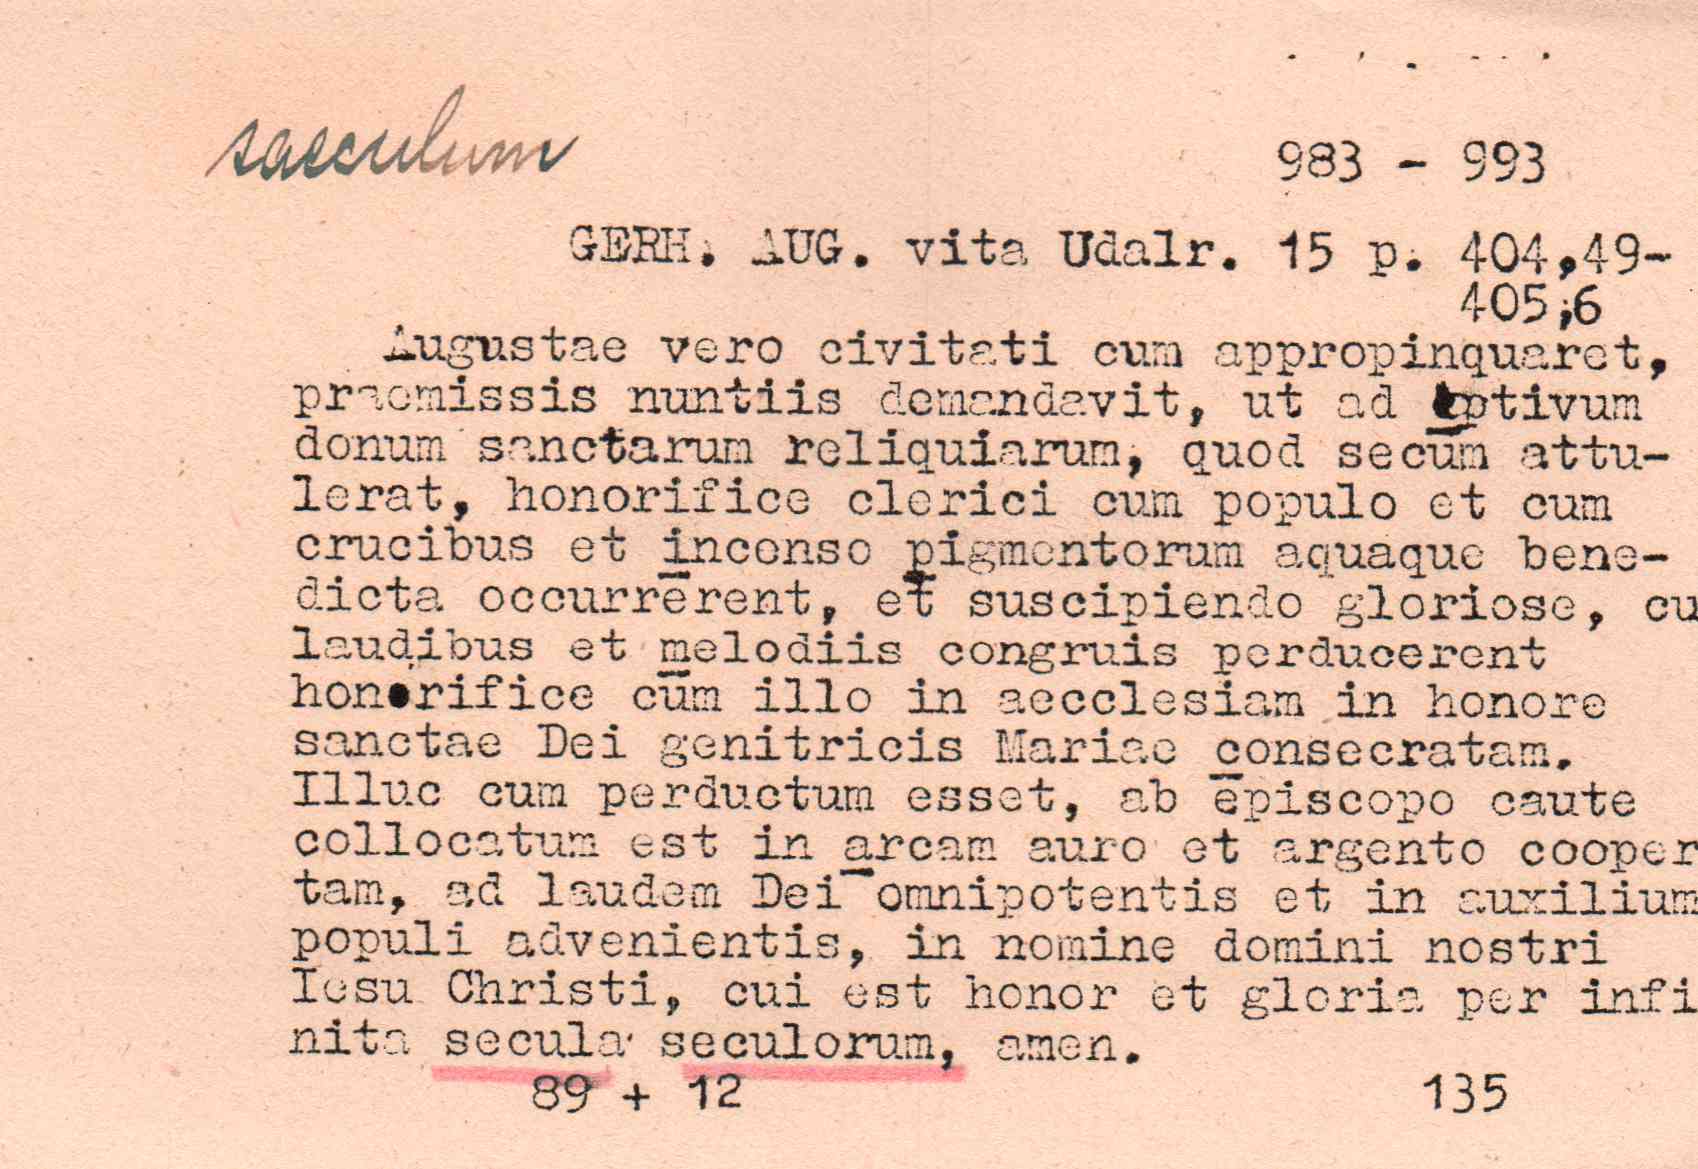 saeculum
983 - 993
GERH. AUG. vita Udalr. 15 p. 404,49-
405,6
Augustae vero civitati cum appropinquaret,
praemissis nuntiis demandavit, ut ad optivum
donum sanctarum reliquiarum, quod secum attu-
lerat, honorifice clerici cum populo et cum
crucibus et incenso pigmentorum aquaque bene-
dicta occurrerent, et suscipiendo gloriose, cu
laudibus et melodiis congruis perducerent
honorifice cum illo in aecclesiam in honore
sanctae Dei genitricis Mariae consecratam.
Illuc cum perductum esset, ab episcopo caute
collocatum est in arcam auro et argento cooper
tam, ad laudem Dei omnipotentis et in auxilium
populi advenientis, in nomine domini nostri
Iesu Christi, cui est honor et gloria per infi
nita secula seculorum, amen.
89 + 12 135